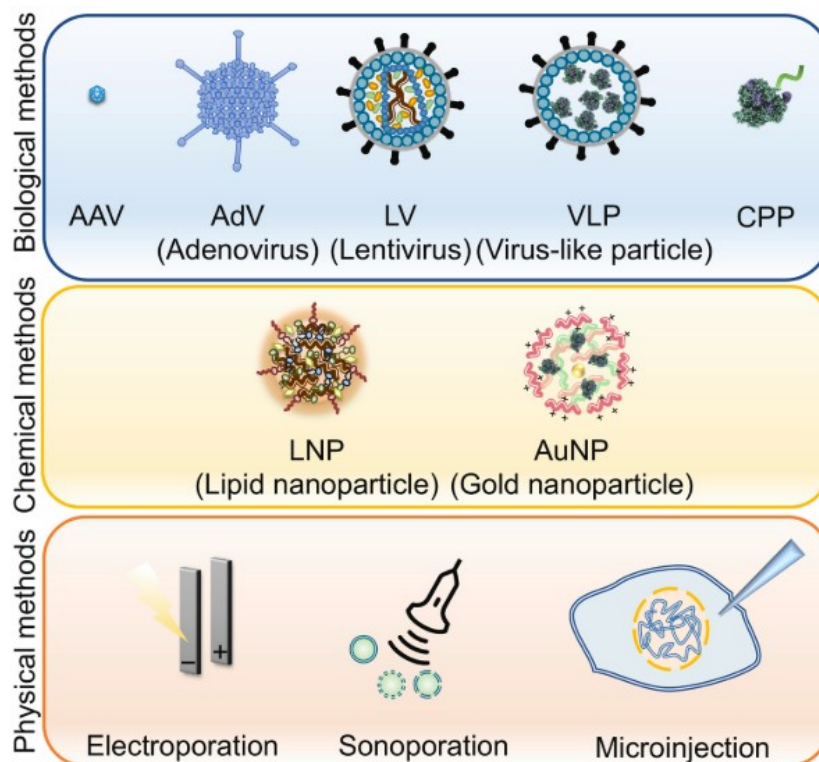 Biological methods
AAV
AdV
(Adenovirus)
LV
(Lentivirus)
VLP
(Virus-like particle)
CPP
Chemical methods
LNP
(Lipid nanoparticle)
AuNP
(Gold nanoparticle)
Physical methods
Electroporation
Sonoporation
Microinjection